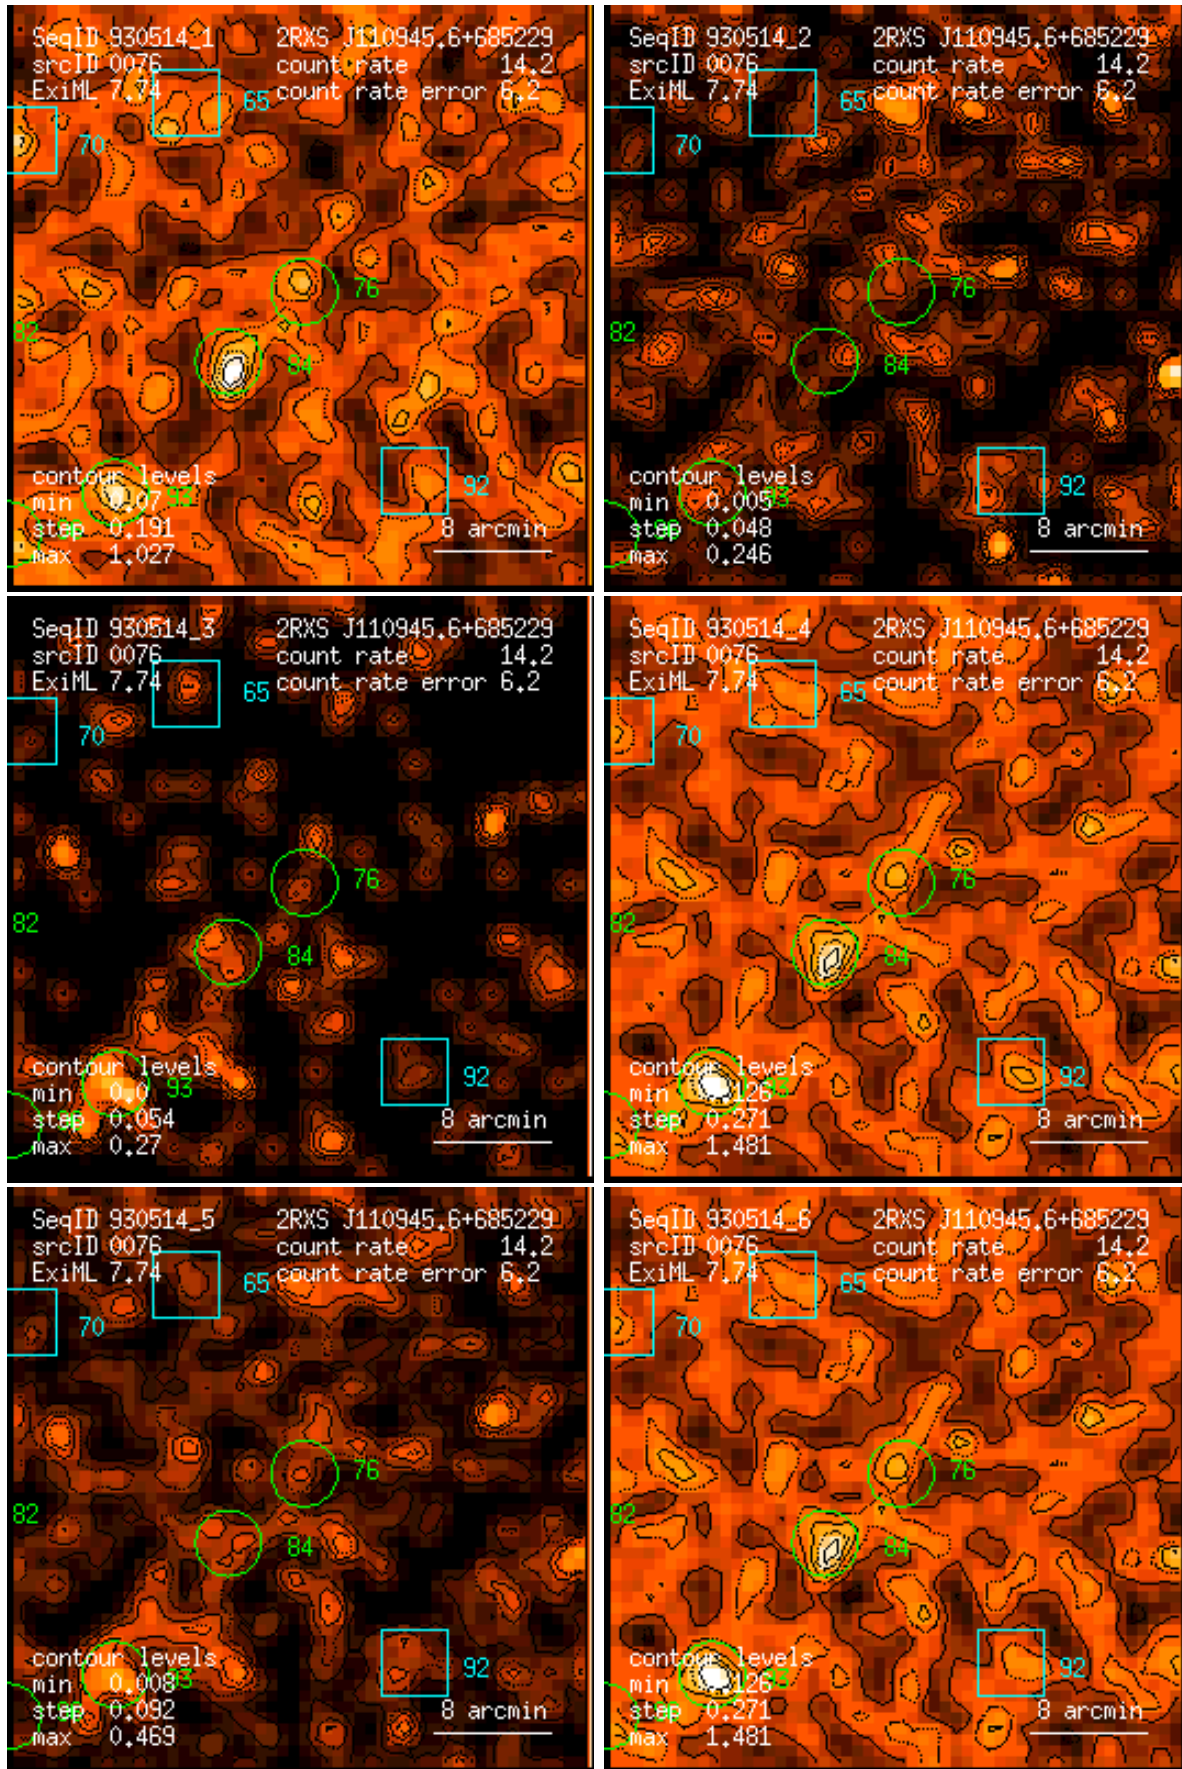 SeqID 930514_1 2RXS J110945.6+685229
srcID 0076 count rate 14.2
ExiML 7.74 count rate error 6.2
65
70
76
82
84
contour levels
min 0.07 93
92
step 0.191 8 arcmin
max 1.027
SeqID 930514_2 2RXS J110945.6+685229
srcID 0076 count rate 14.2
ExiML 7.74 count rate error 6.2
65
70
76
82
84
contour levels
min 0.005 93
92
step 0.048 8 arcmin
max 0.246
SeqID 930514_3 2RXS J110945.6+685229
srcID 0076 count rate 14.2
ExiML 7.74 count rate error 6.2
65
70
76
82
84
contour levels
min 0.0 93
92
step 0.054 8 arcmin
max 0.27
SeqID 930514_4 2RXS J110945.6+685229
srcID 0076 count rate 14.2
ExiML 7.74 count rate error 6.2
65
70
76
82
84
contour levels
min 126 93
92
step 0.271 8 arcmin
max 1.481
SeqID 930514_5 2RXS J110945.6+685229
srcID 0076 count rate 14.2
ExiML 7.74 count rate error 6.2
65
70
76
82
84
contour levels
min 0.008 93
92
step 0.092 8 arcmin
max 0.469
SeqID 930514_6 2RXS J110945.6+685229
srcID 0076 count rate 14.2
ExiML 7.74 count rate error 6.2
65
70
76
82
84
contour levels
min 126 93
92
step 0.271 8 arcmin
max 1.481